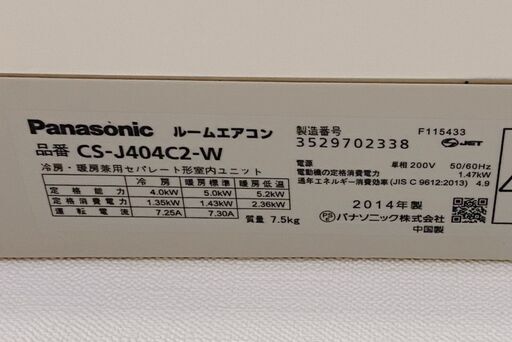 Panasonic ルームエアコン
品番 CS-J404C2-W
冷房・暖房兼用セパレート形室内ユニット
冷房 暖房標準 暖房低温
定格能力 4.0kW 5.0kW 5.2kW
定格消費電力 1.35kW 1.43kW 2.36kW
運転電流 7.25A 7.30A
質量 7.5kg
製造番号 F115433
3529702338 JET
電源 単相200V 50/60Hz
電動機の定格消費電力 1.47kW
通年エネルギー消費効率(JIS C 9612:2013) 4.9
2014年製
PS E パナソニック株式会社
中国製